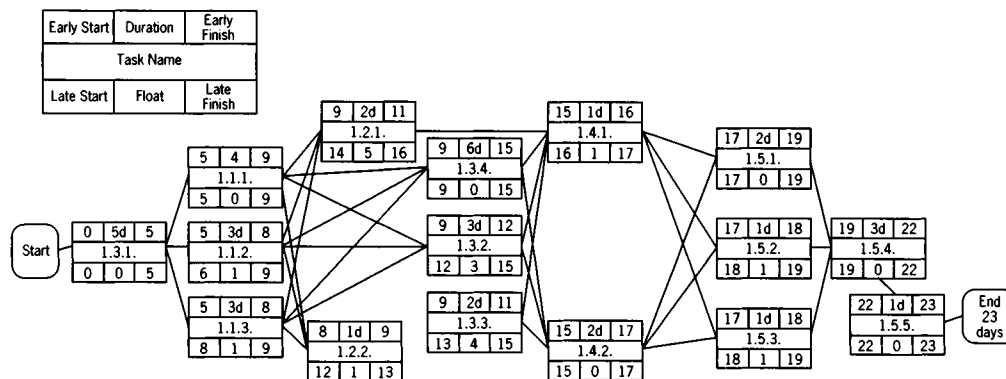 Early Start Duration Early Finish
Task Name
Late Start Float Late Finish
Start
0 5d 5
1.3.1.
0 0 5
5 4 9
1.1.1.
5 0 9
5 3d 8
1.1.2.
6 1 9
5 3d 8
1.1.3.
8 1 9
9 2d 11
1.2.1.
14 5 16
8 1d 9
1.2.2.
12 1 13
9 6d 15
1.3.4.
9 0 15
9 3d 12
1.3.2.
12 3 15
9 2d 11
1.3.3.
13 4 15
15 1d 16
1.4.1.
16 1 17
15 2d 17
1.4.2.
15 0 17
17 2d 19
1.5.1.
17 0 19
17 1d 18
1.5.2.
18 1 19
17 1d 18
1.5.3.
18 1 19
19 3d 22
1.5.4.
19 0 22
22 1d 23
1.5.5.
22 0 23
End
23
days